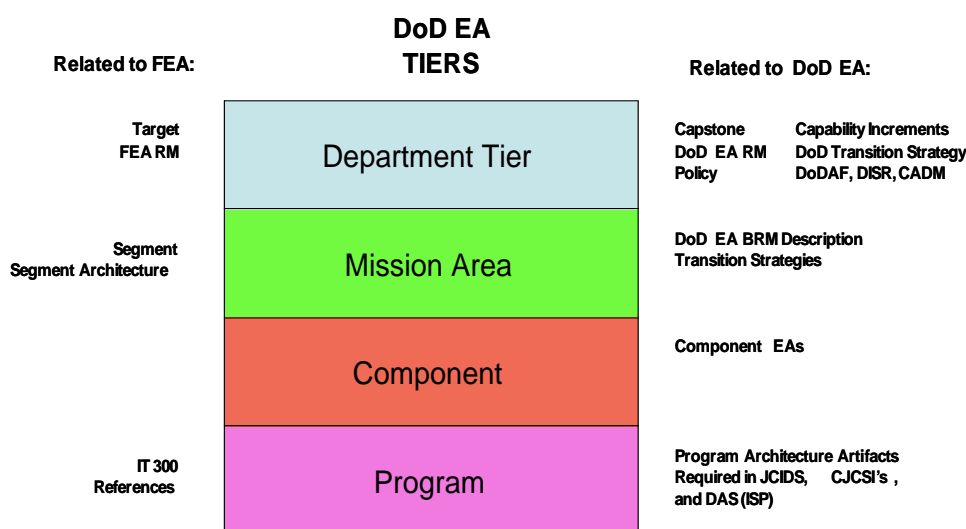 DoD EA
TIERS
Related to FEA:
Related to DoD EA:
Target
FEA RM
Department Tier
Capstone Capability Increments
DoD EA RM DoD Transition Strategy
Policy DoDAF, DISR, CADM
Segment
Segment Architecture
Mission Area
DoD EA BRM Description
Transition Strategies
Component
Component EAs
IT 300
References
Program
Program Architecture Artifacts
Required in JCIDS, CJCSI's ,
and DAS (ISP)